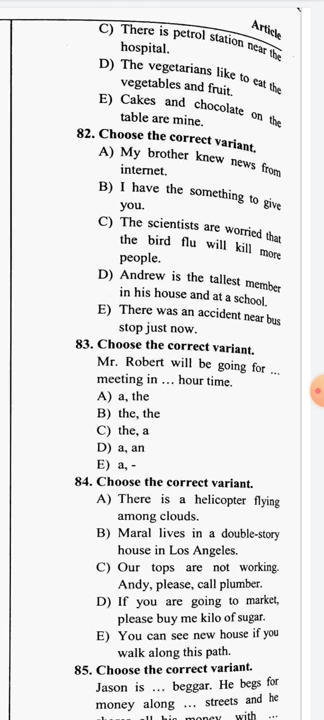 Article
C) There is petrol station near the
hospital.
D) The vegetarians like to eat the
vegetables and fruit.
E) Cakes and chocolate on the
table are mine.
82. Choose the correct variant.
A) My brother knew news from
internet.
B) I have the something to give
you.
C) The scientists are worried that
the bird flu will kill more
people.
D) Andrew is the tallest member
in his house and at a school.
E) There was an accident near bus
stop just now.
83. Choose the correct variant.
Mr. Robert will be going for ...
meeting in ... hour time.
A) a, the
B) the, the
C) the, a
D) a, an
E) a, -
84. Choose the correct variant.
A) There is a helicopter flying
among clouds.
B) Maral lives in a double-story
house in Los Angeles.
C) Our tops are not working.
Andy, please, call plumber.
D) If you are going to market,
please buy me kilo of sugar.
E) You can see new house if you
walk along this path.
85. Choose the correct variant.
Jason is ... beggar. He begs for
money along ... streets and he
shares all his money with ...